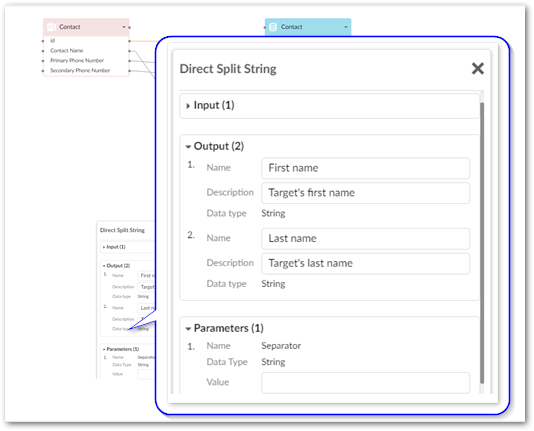 Contact
id
Contact Name
Primary Phone Number
Secondary Phone Number
Contact
Direct Split String
Input (1)
Output (2)
1. Name First name
Description Target's first name
Data type String
2. Name Last name
Description Target's last name
Data type String
Parameters (1)
1. Name Separator
Data Type String
Value
Direct Split String
Input (1)
Output (2)
1. Name First n
Description Target
Data type String
2. Name Last n
Description
Data typ String
Parameters (1)
1. Name Separator
Data Type String
Value